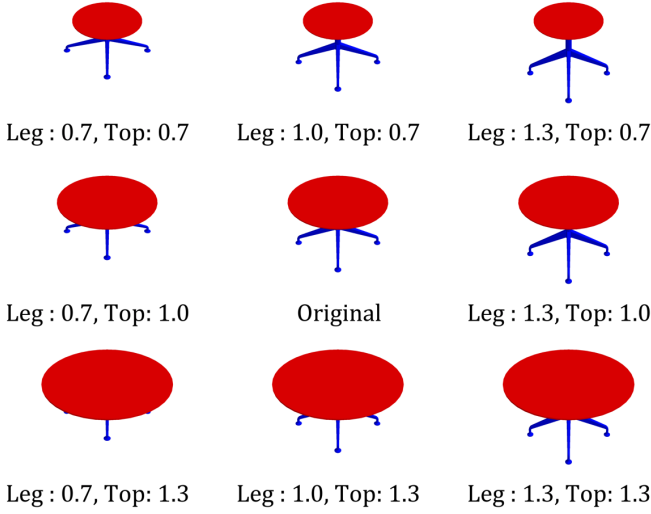 Leg : 0.7, Top: 0.7
Leg : 1.0, Top: 0.7
Leg : 1.3, Top: 0.7
Leg : 0.7, Top: 1.0
Original
Leg : 1.3, Top: 1.0
Leg : 0.7, Top: 1.3
Leg : 1.0, Top: 1.3
Leg : 1.3, Top: 1.3